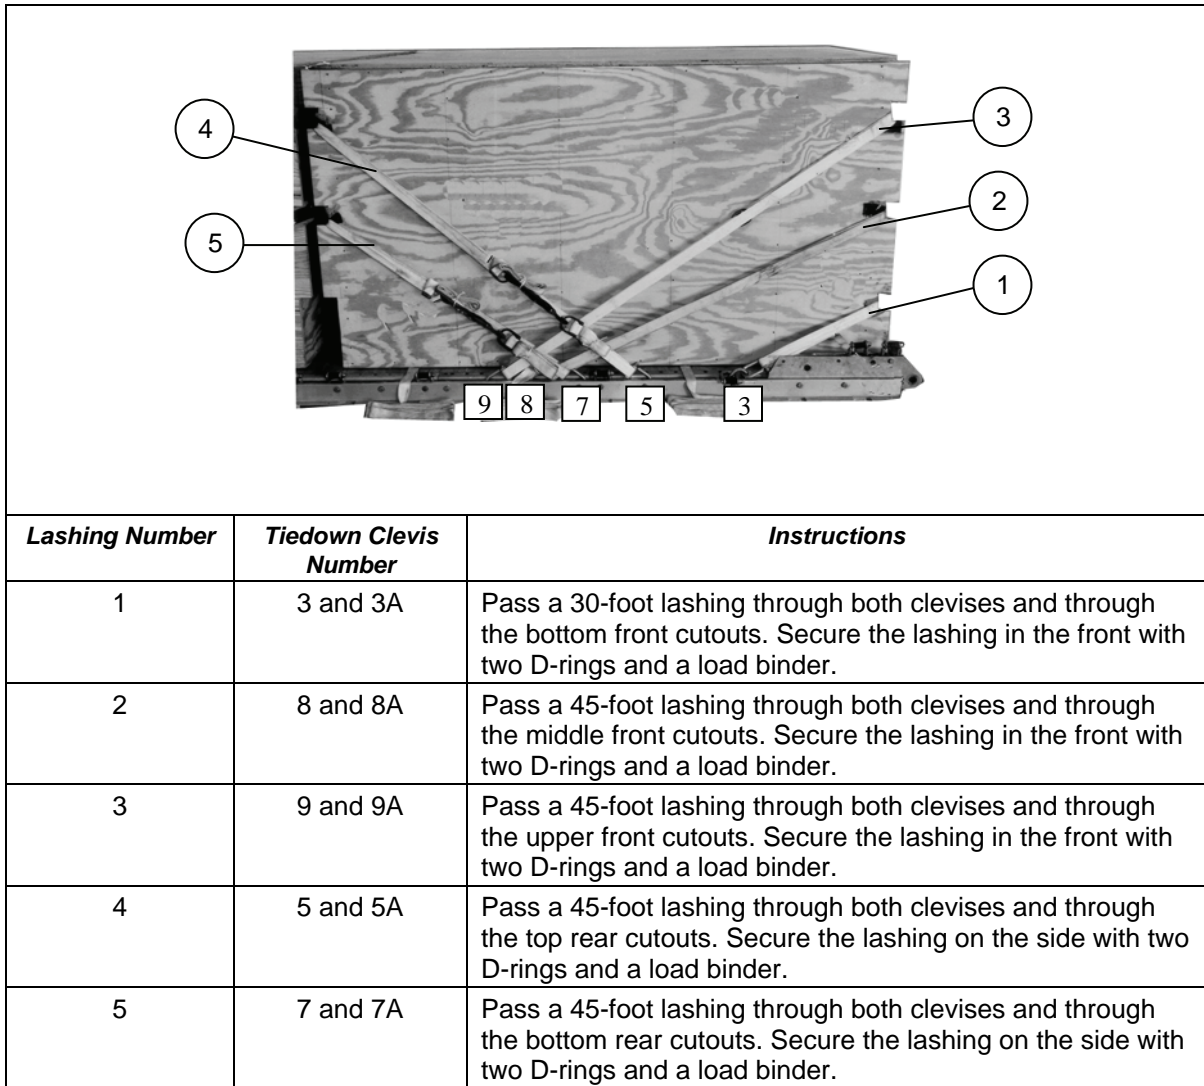 4
3
2
5
1
9 8 7 5 3
Lashing Number Tiedown Clevis Number Instructions
1 3 and 3A Pass a 30-foot lashing through both clevises and through
the bottom front cutouts. Secure the lashing in the front with
two D-rings and a load binder.
2 8 and 8A Pass a 45-foot lashing through both clevises and through
the middle front cutouts. Secure the lashing in the front with
two D-rings and a load binder.
3 9 and 9A Pass a 45-foot lashing through both clevises and through
the upper front cutouts. Secure the lashing in the front with
two D-rings and a load binder.
4 5 and 5A Pass a 45-foot lashing through both clevises and through
the top rear cutouts. Secure the lashing on the side with two
D-rings and a load binder.
5 7 and 7A Pass a 45-foot lashing through both clevises and through
the bottom rear cutouts. Secure the lashing on the side with
two D-rings and a load binder.